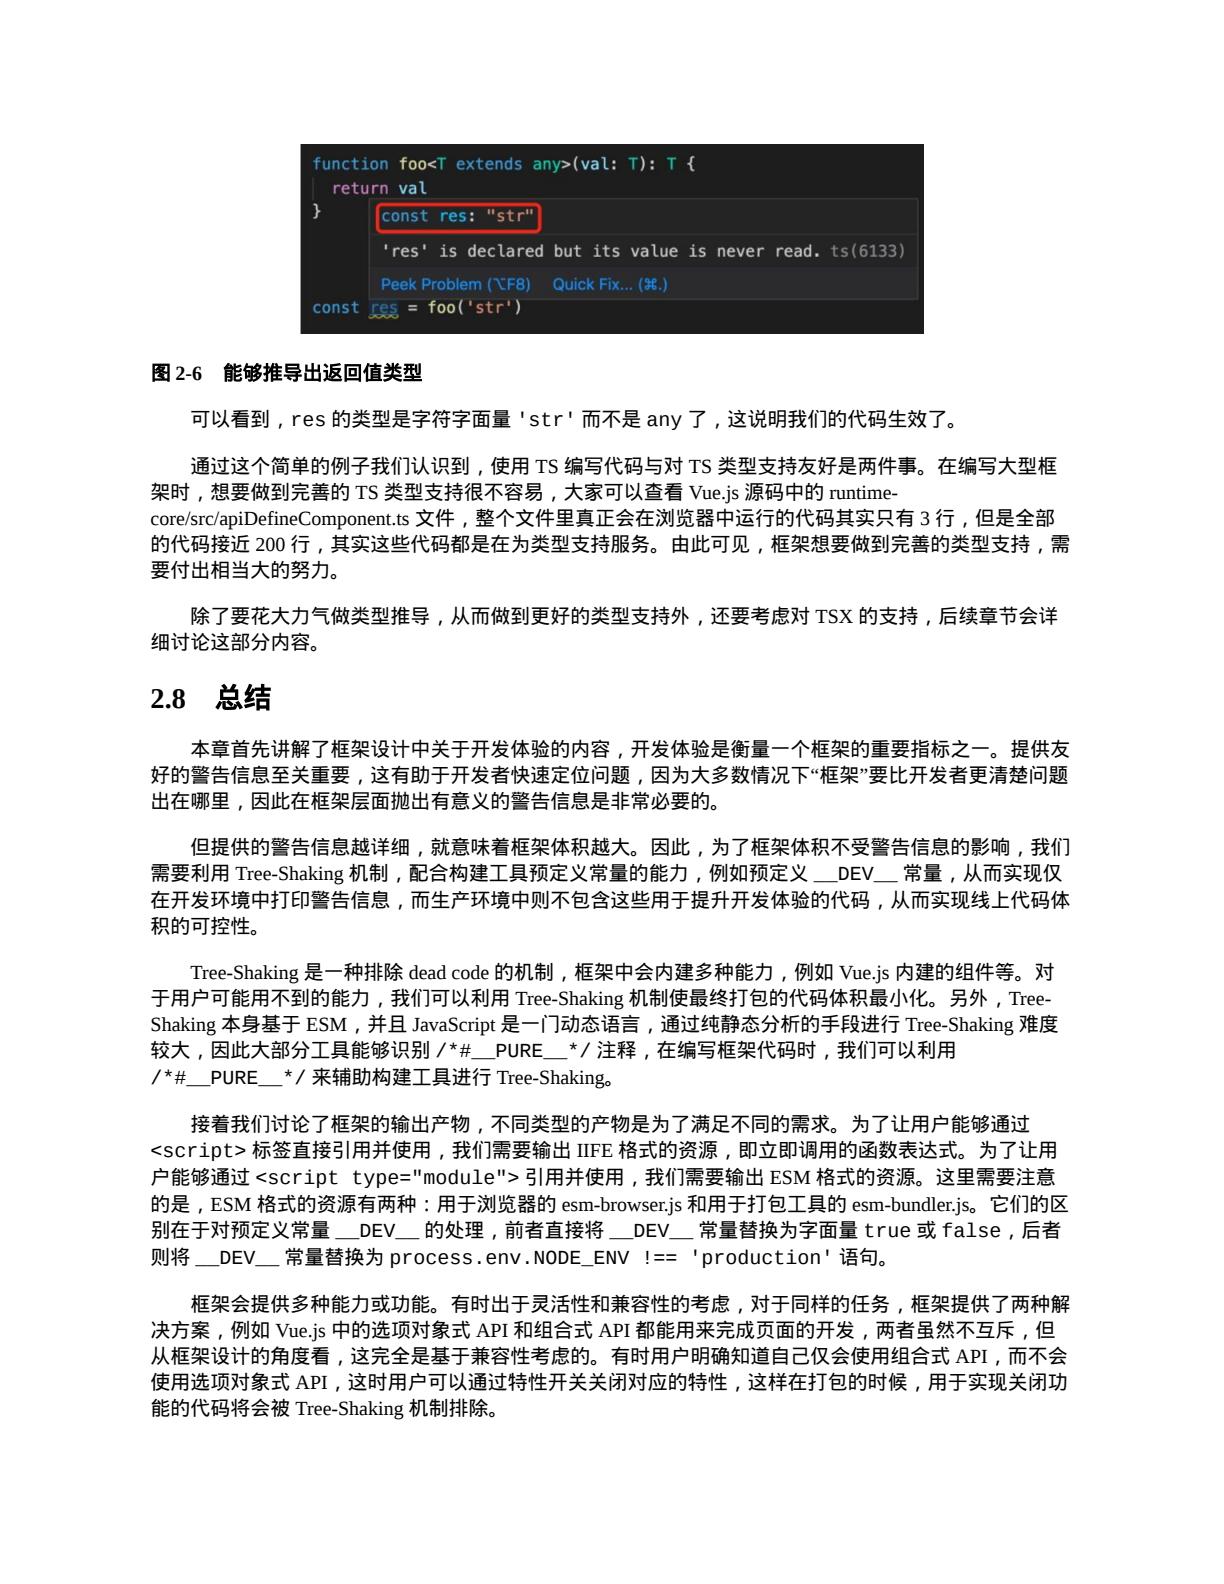 function foo<T extends any>(val: T): T {
return val
}
const res: "str"
'res' is declared but its value is never read. ts(6133)
Peek Problem (⌥F8) Quick Fix... (⌘.)
const res = foo('str')
图 2-6 能够推导出返回值类型
可以看到，res 的类型是字符字面量 'str' 而不是 any 了，这说明我们的代码生效了。
通过这个简单的例子我们认识到，使用 TS 编写代码与对 TS 类型支持友好是两件事。在编写大型框
架时，想要做到完善的 TS 类型支持很不容易，大家可以查看 Vue.js 源码中的 runtime-
core/src/apiDefineComponent.ts 文件，整个文件里真正会在浏览器中运行的代码其实只有 3 行，但是全部
的代码接近 200 行，其实这些代码都是在为类型支持服务。由此可见，框架想要做到完善的类型支持，需
要付出相当大的努力。
除了要花大力气做类型推导，从而做到更好的类型支持外，还要考虑对 TSX 的支持，后续章节会详
细讨论这部分内容。
2.8 总结
本章首先讲解了框架设计中关于开发体验的内容，开发体验是衡量一个框架的重要指标之一。提供友
好的警告信息至关重要，这有助于开发者快速定位问题，因为大多数情况下“框架”要比开发者更清楚问题
出在哪里，因此在框架层面抛出有意义的警告信息是非常必要的。
但提供的警告信息越详细，就意味着框架体积越大。因此，为了框架体积不受警告信息的影响，我们
需要利用 Tree-Shaking 机制，配合构建工具预定义常量的能力，例如预定义 __DEV__ 常量，从而实现仅
在开发环境中打印警告信息，而生产环境中则不包含这些用于提升开发体验的代码，从而实现线上代码体
积的可控性。
Tree-Shaking 是一种排除 dead code 的机制，框架中会内建多种能力，例如 Vue.js 内建的组件等。对
于用户可能用不到的能力，我们可以利用 Tree-Shaking 机制使最终打包的代码体积最小化。另外，Tree-
Shaking 本身基于 ESM，并且 JavaScript 是一门动态语言，通过纯静态分析的手段进行 Tree-Shaking 难度
较大，因此大部分工具能够识别 /*#__PURE__*/ 注释，在编写框架代码时，我们可以利用
/*#__PURE__*/ 来辅助构建工具进行 Tree-Shaking。
接着我们讨论了框架的输出产物，不同类型的产物是为了满足不同的需求。为了让用户能够通过
<script> 标签直接引用并使用，我们需要输出 IIFE 格式的资源，即立即调用的函数表达式。为了让用
户能够通过 <script type="module"> 引用并使用，我们需要输出 ESM 格式的资源。这里需要注意
的是，ESM 格式的资源有两种：用于浏览器的 esm-browser.js 和用于打包工具的 esm-bundler.js。它们的区
别在于对预定义常量 __DEV__ 的处理，前者直接将 __DEV__ 常量替换为字面量 true 或 false，后者
则将 __DEV__ 常量替换为 process.env.NODE_ENV !== 'production' 语句。
框架会提供多种能力或功能。有时出于灵活性和兼容性的考虑，对于同样的任务，框架提供了两种解
决方案，例如 Vue.js 中的选项对象式 API 和组合式 API 都能用来完成页面的开发，两者虽然不互斥，但
从框架设计的角度看，这完全是基于兼容性考虑的。有时用户明确知道自己仅会使用组合式 API，而不会
使用选项对象式 API，这时用户可以通过特性开关关闭对应的特性，这样在打包的时候，用于实现关闭功
能的代码将会被 Tree-Shaking 机制排除。